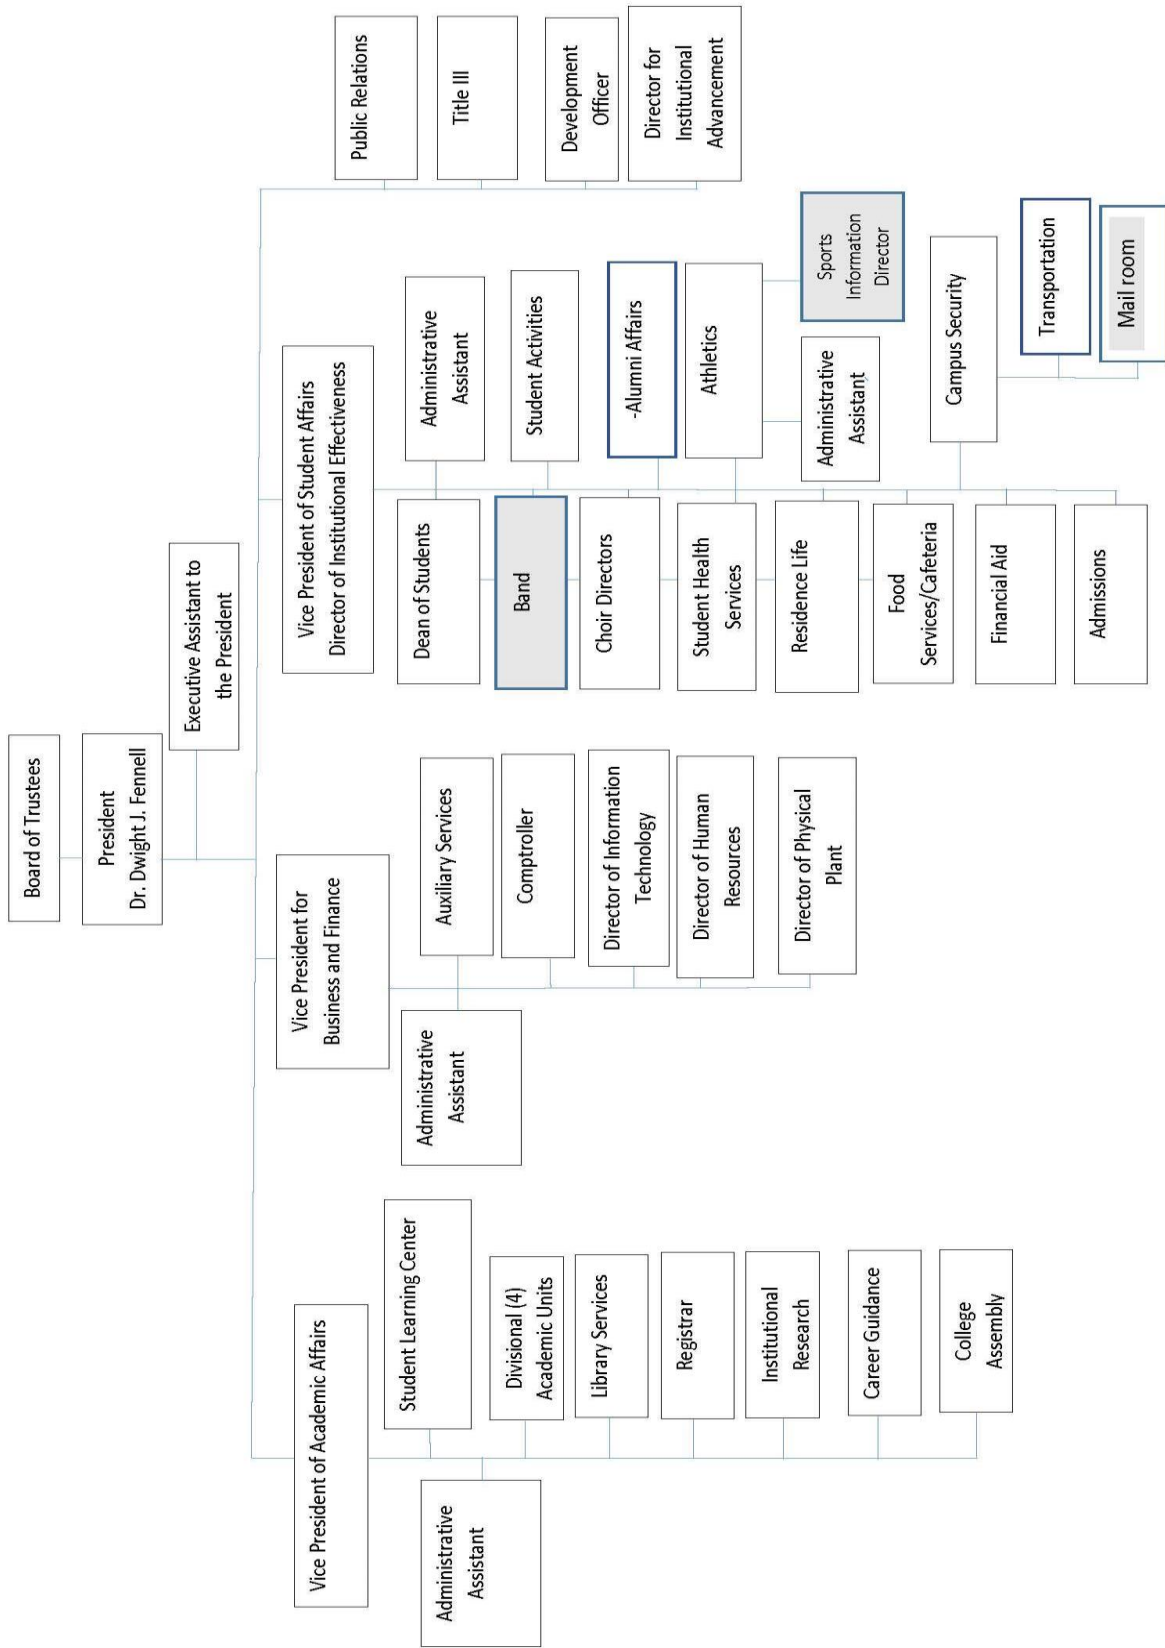 Board of Trustees
President
Dr. Dwight J. Fennell
Executive Assistant to
the President
Vice President of Academic Affairs
Student Learning Center
Administrative
Assistant
Divisional (4)
Academic Units
Library Services
Registrar
Institutional
Research
Career Guidance
College
Assembly
Vice President for
Business and Finance
Auxiliary Services
Administrative
Assistant
Comptroller
Director of Information
Technology
Director of Human
Resources
Director of Physical
Plant
Vice President of Student Affairs
Director of Institutional Effectiveness
Dean of Students
Administrative
Assistant
Band
Student Activities
Choir Directors
-Alumni Affairs
Student Health
Services
Athletics
Administrative
Assistant
Sports
Information
Director
Residence Life
Food
Services/Cafeteria
Campus Security
Transportation
Mail room
Financial Aid
Admissions
Public Relations
Title III
Development
Officer
Director for
Institutional
Advancement